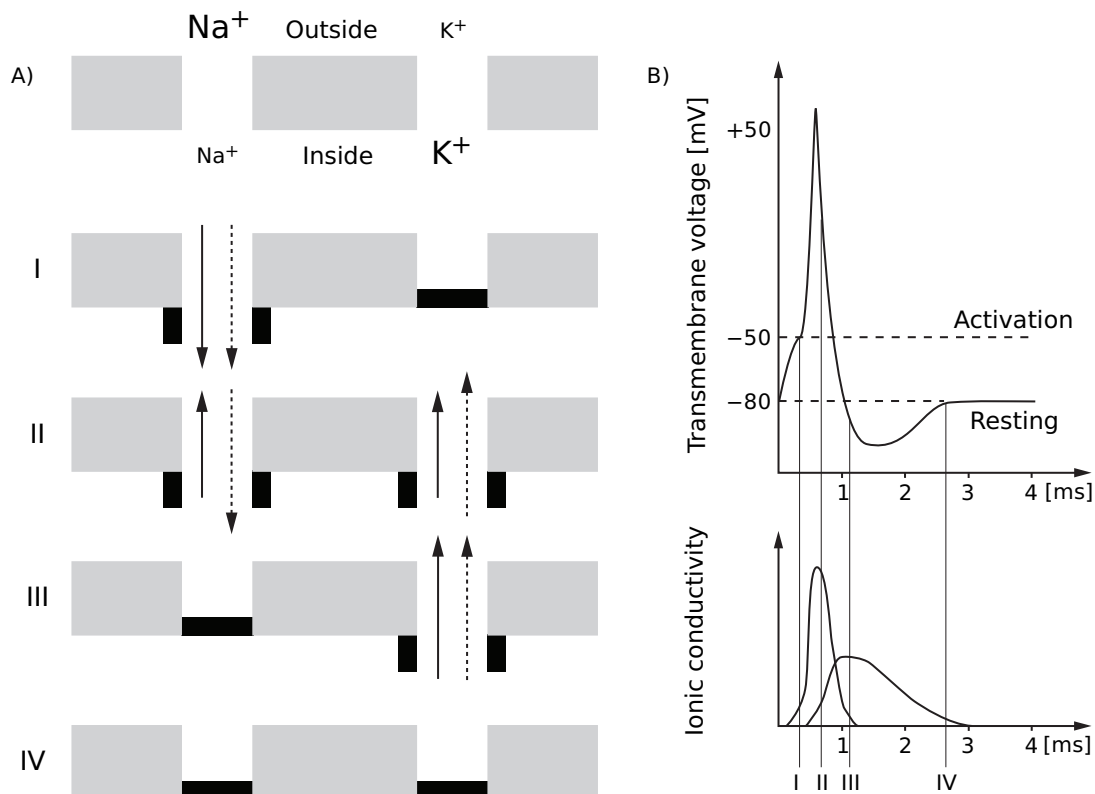 A)
Na+ Outside K+
Na+ Inside K+
I
II
III
IV
B)
Transmembrane voltage [mV]
+50
−50
−80
Activation
Resting
1 2 3 4 [ms]
Ionic conductivity
1 2 3 4 [ms]
I II III IV